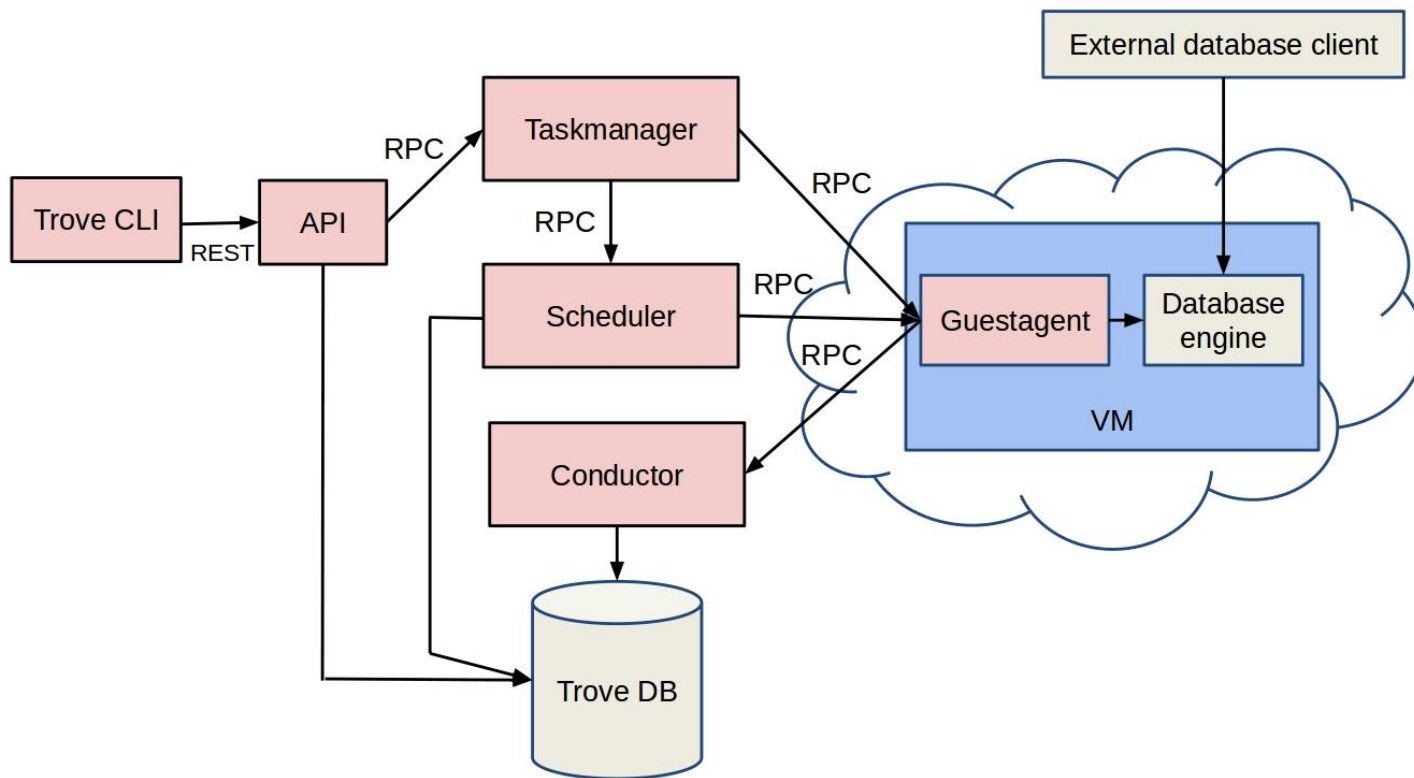 External database client
Taskmanager
RPC
RPC
Trove CLI
API
RPC
REST
RPC
Scheduler
Guestagent
Database
engine
RPC
VM
Conductor
Trove DB